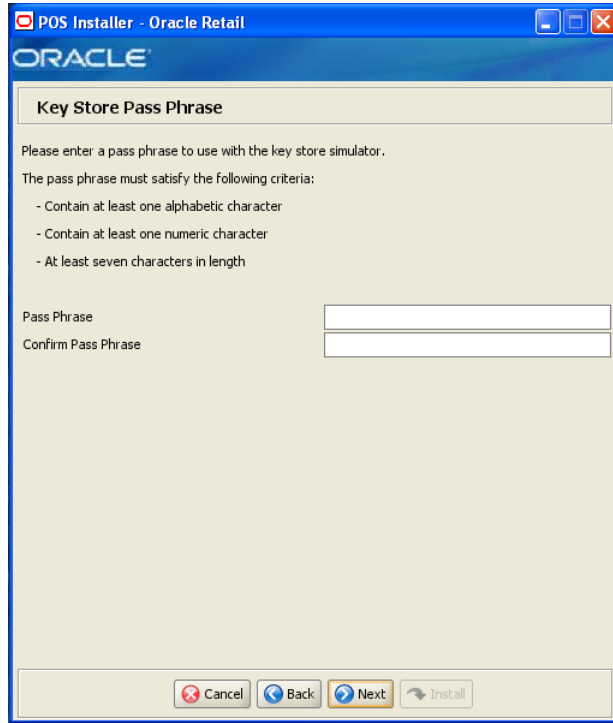 POS Installer - Oracle Retail
ORACLE
Key Store Pass Phrase
Please enter a pass phrase to use with the key store simulator.
The pass phrase must satisfy the following criteria:
- Contain at least one alphabetic character
- Contain at least one numeric character
- At least seven characters in length
Pass Phrase
Confirm Pass Phrase
Cancel Back Next Install